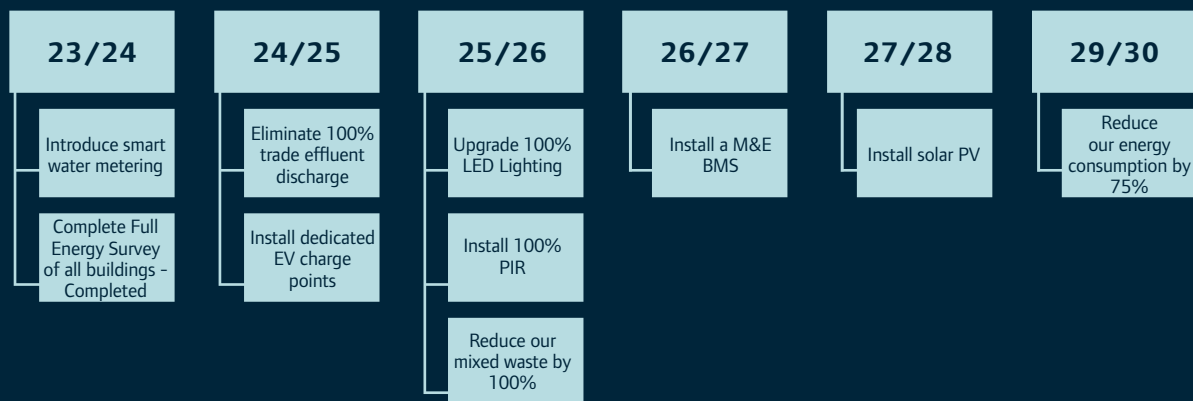 23/24
Introduce smart
water metering
Complete Full
Energy Survey
of all buildings -
Completed
24/25
Eliminate 100%
trade effluent
discharge
Install dedicated
EV charge
points
25/26
Upgrade 100%
LED Lighting
Install 100%
PIR
Reduce our
mixed waste by
100%
26/27
Install a M&E
BMS
27/28
Install solar PV
29/30
Reduce
our energy
consumption by
75%